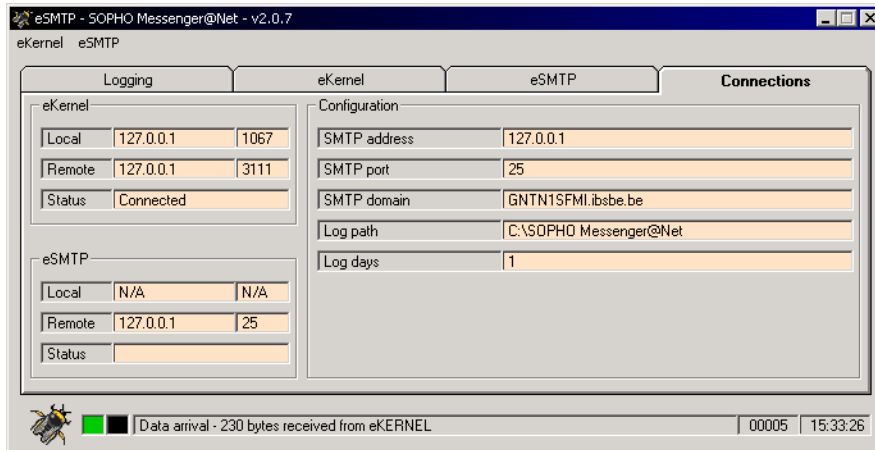 eSMTP - SOPHO Messenger@Net - v2.0.7
eKernel eSMTP
Logging eKernel eSMTP Connections
eKernel
Local 127.0.0.1 1067
Remote 127.0.0.1 3111
Status Connected
eSMTP
Local N/A N/A
Remote 127.0.0.1 25
Status
Configuration
SMTP address 127.0.0.1
SMTP port 25
SMTP domain GNTN1SFMI.ibsbe.be
Log path C:\SOPHO Messenger@Net
Log days 1
Data arrival - 230 bytes received from eKERNEL 00005 15:33:26